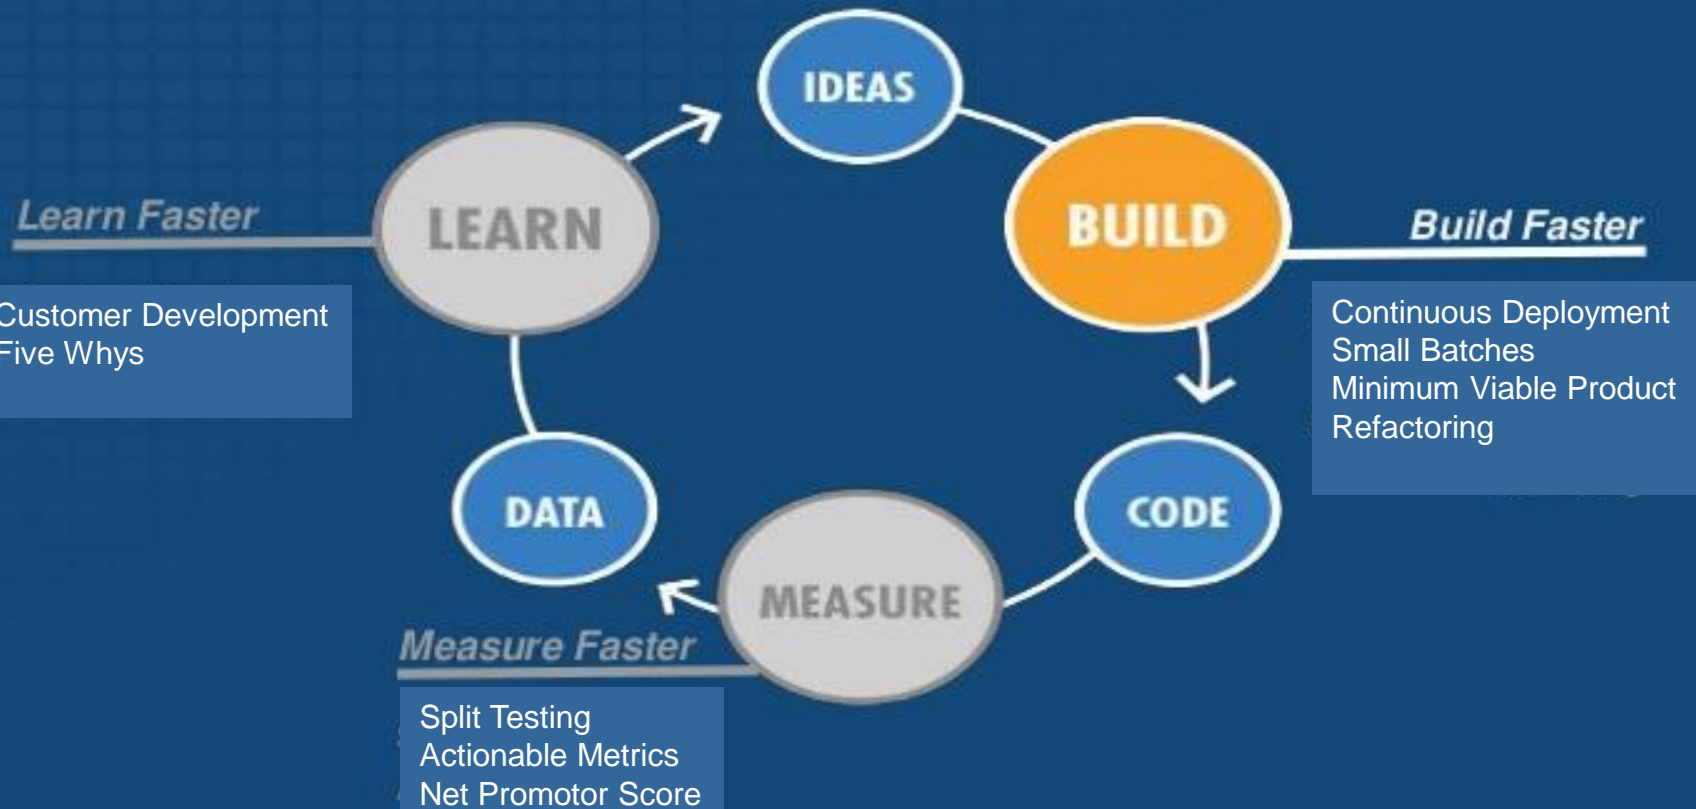 IDEAS
LEARN
BUILD
Learn Faster
Build Faster
Customer Development
Five Whys
Continuous Deployment
Small Batches
Minimum Viable Product
Refactoring
DATA
CODE
MEASURE
Measure Faster
Split Testing
Actionable Metrics
Net Promotor Score